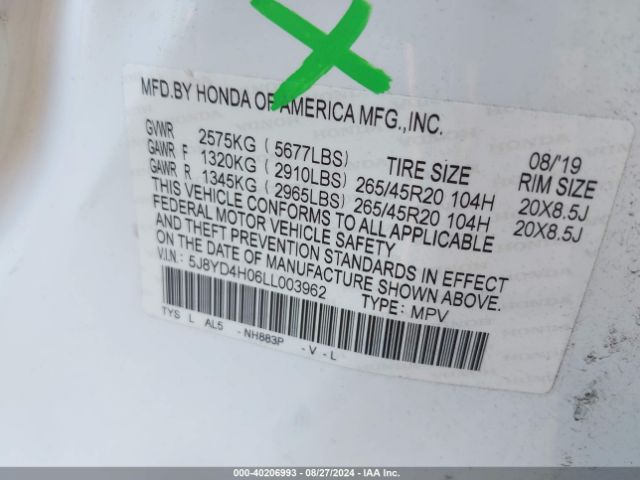 MFD.BY HONDA OF AMERICA MFG.,INC.
08/'19
GVWR 2575KG (5677LBS) TIRE SIZE RIM SIZE
GAWR F 1320KG (2910LBS) 265/45R20 104H 20X8.5J
GAWR R 1345KG (2965LBS) 265/45R20 104H 20X8.5J
THIS VEHICLE CONFORMS TO ALL APPLICABLE
FEDERAL MOTOR VEHICLE SAFETY
AND THEFT PREVENTION STANDARDS IN EFFECT
ON THE DATE OF MANUFACTURE SHOWN ABOVE.
V.I.N: 5J8YD4H06LL003962 TYPE: MPV
TYS L AL5 - NH883P - V - L
000-40206993 - 08/27/2024 - IAA Inc.